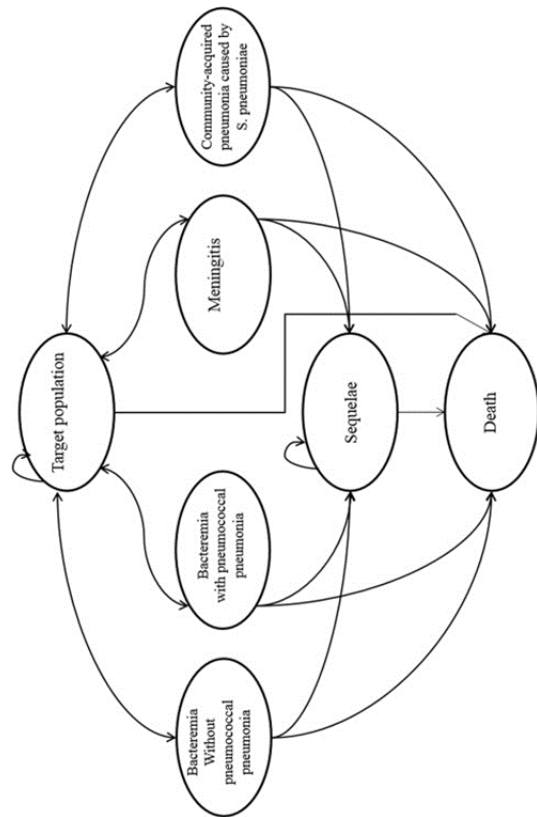 Target population
Bacteremia
Without
pneumococcal
pneumonia
Bacteremia
with pneumococcal
pneumonia
Meningitis
Community-acquired
pneumonia caused by
S. pneumoniae
Sequelae
Death